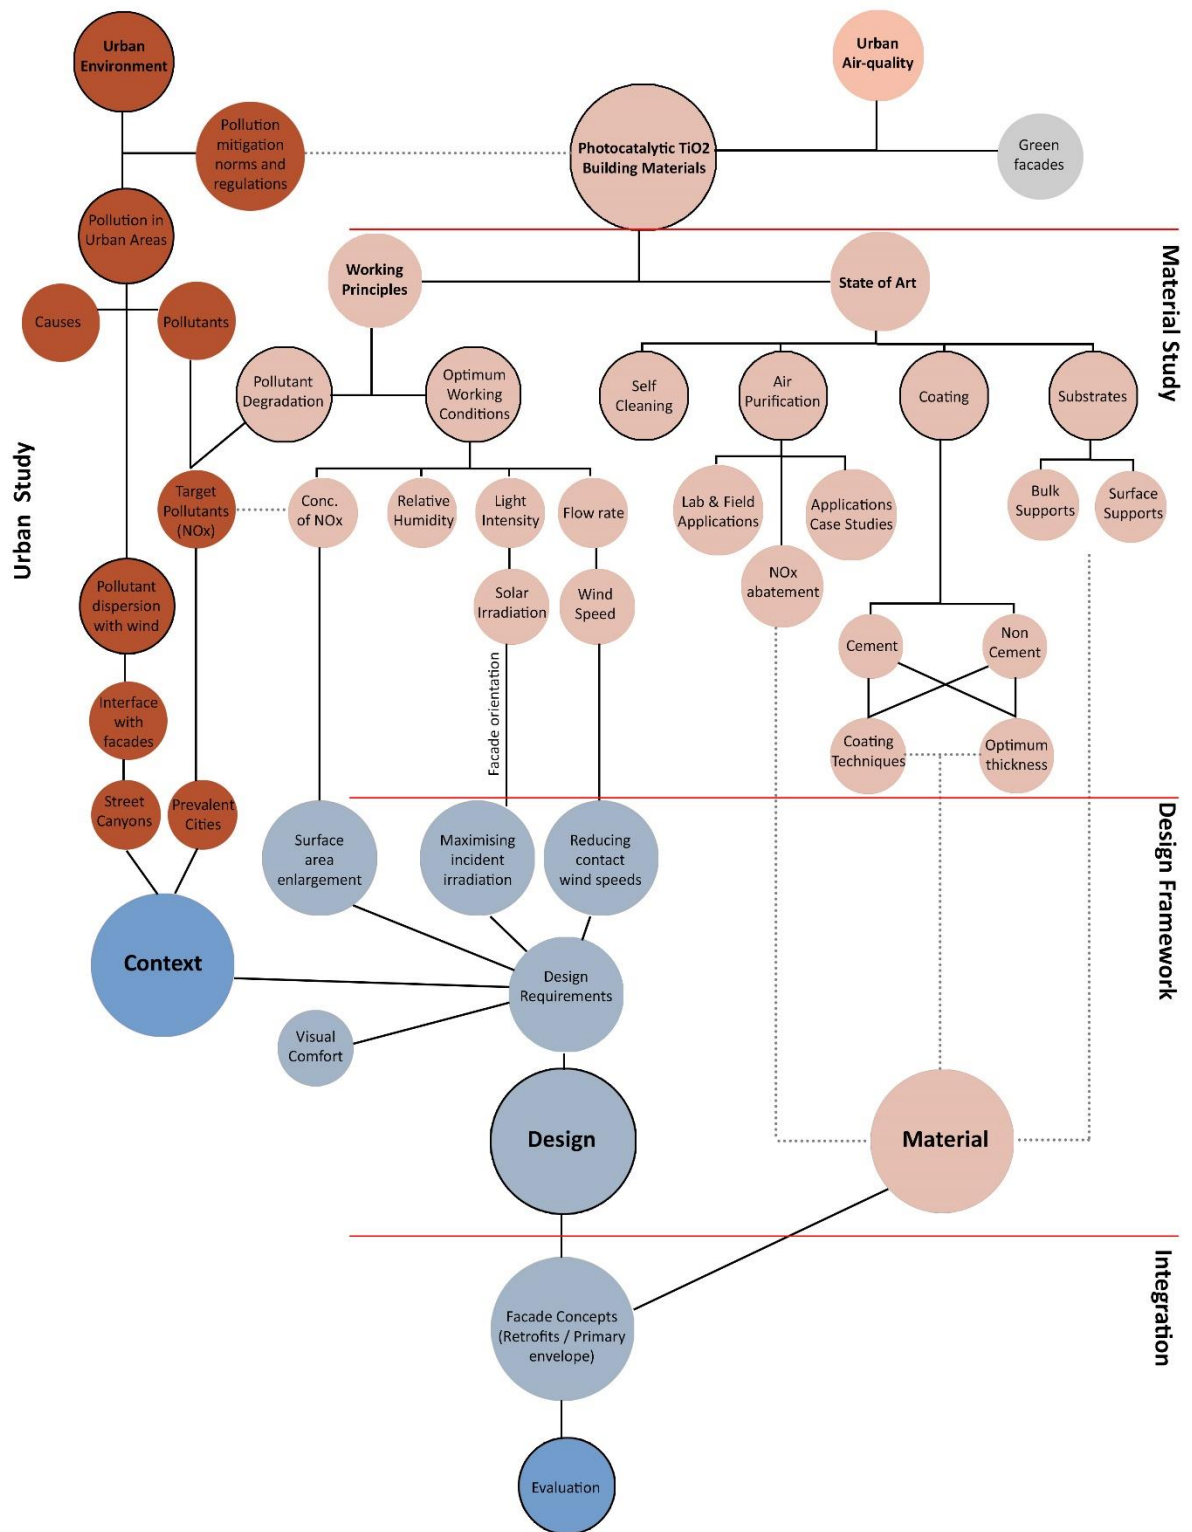 Urban
Environment
Urban
Air-quality
Pollution
mitigation
norms and
regulations
Photocatalytic TiO2
Building Materials
Green
facades
Pollution in
Urban Areas
Material Study
Working
Principles
State of Art
Causes
Pollutants
Pollutant
Degradation
Optimum
Working
Conditions
Self
Cleaning
Air
Purification
Coating
Substrates
Urban Study
Target
Pollutants
(NOx)
Conc.
of NOx
Relative
Humidity
Light
Intensity
Flow rate
Lab & Field
Applications
Applications
Case Studies
Bulk
Supports
Surface
Supports
Pollutant
dispersion
with wind
Solar
Irradiation
Wind
Speed
NOx
abatement
Cement
Non
Cement
Interface
with
facades
Facade orientation
Coating
Techniques
Optimum
thickness
Street
Canyons
Prevalent
Cities
Design Framework
Surface
area
enlargement
Maximising
incident
irradiation
Reducing
contact
wind speeds
Context
Design
Requirements
Visual
Comfort
Design
Material
Integration
Facade Concepts
(Retrofits / Primary
envelope)
Evaluation